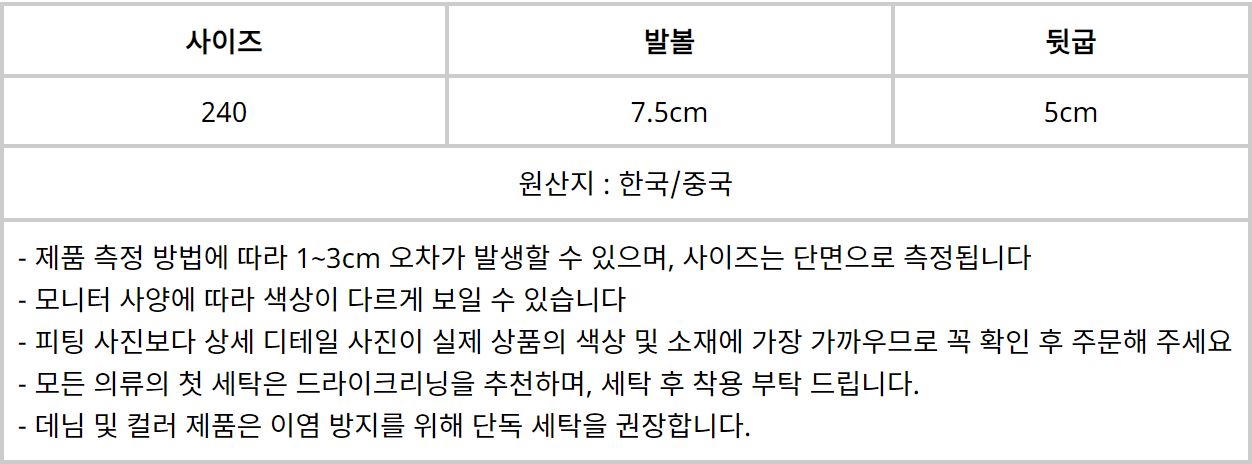 사이즈 발볼 뒷굽
240 7.5cm 5cm
원산지 : 한국/중국
- 제품 측정 방법에 따라 1~3cm 오차가 발생할 수 있으며, 사이즈는 단면으로 측정됩니다
- 모니터 사양에 따라 색상이 다르게 보일 수 있습니다
- 피팅 사진보다 상세 디테일 사진이 실제 상품의 색상 및 소재에 가장 가까우므로 꼭 확인 후 주문해 주세요
- 모든 의류의 첫 세탁은 드라이크리닝을 추천하며, 세탁 후 착용 부탁 드립니다.
- 데님 및 컬러 제품은 이염 방지를 위해 단독 세탁을 권장합니다.